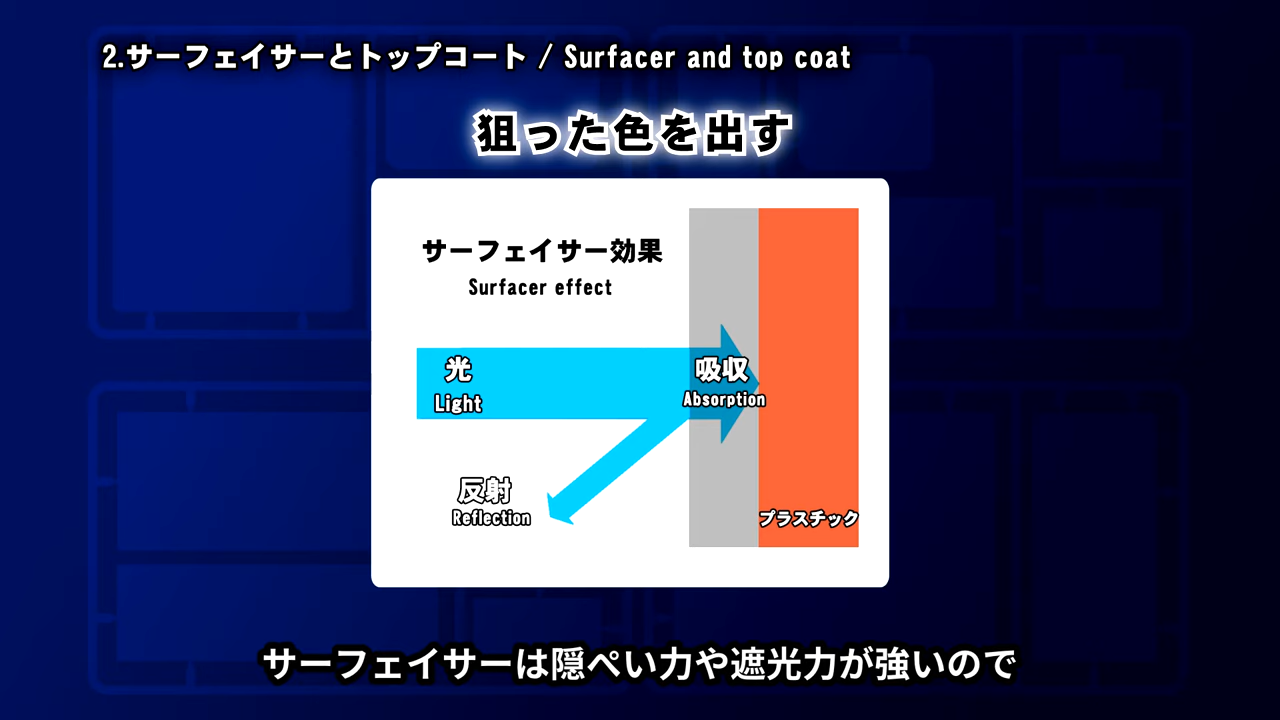 2.サーフェイサーとトップコート / Surfacer and top coat
狙った色を出す
サーフェイサー効果
Surfacer effect
光
Light
吸収
Absorption
反射
Reflection
プラスチック
サーフェイサーは隠ぺい力や遮光力が強いので